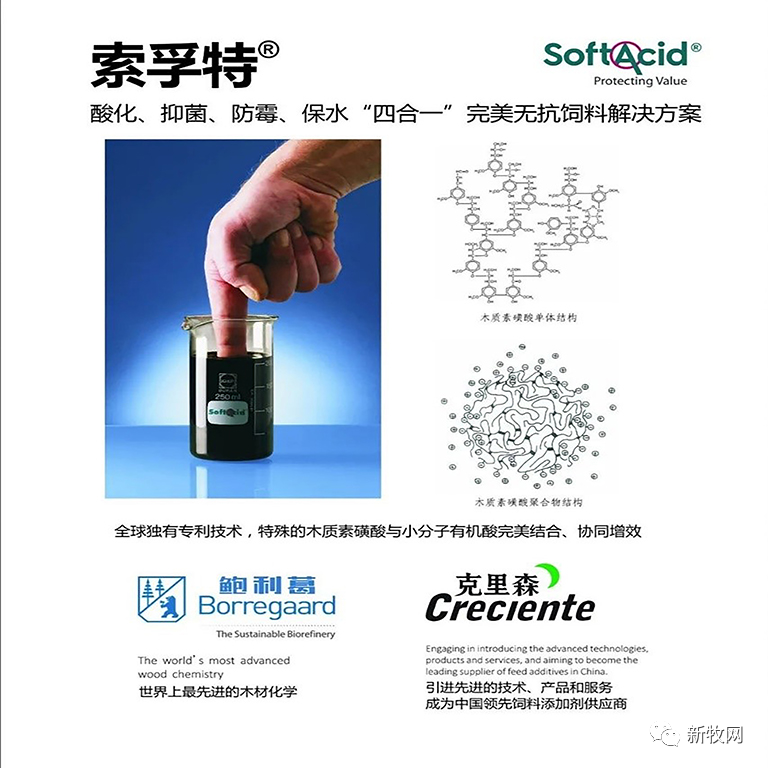 索孚特®
SoftAcid®
Protecting Value
酸化、抑菌、防霉、保水“四合一”完美无抗饲料解决方案
250 ml
SoftAcid
木质素磺酸单体结构
木质素磺酸聚合物结构
全球独有专利技术，特殊的木质素磺酸与小分子有机酸完美结合、协同增效
鲍利葛
Borregaard
The Sustainable Biorefinery
The world's most advanced
wood chemistry
世界上最先进的木材化学
克里森
Creciente
Engaging in introducing the advanced technologies,
products and services, and aiming to become the
leading supplier of feed additives in China.
引进先进的技术、产品和服务
成为中国领先饲料添加剂供应商
新牧网